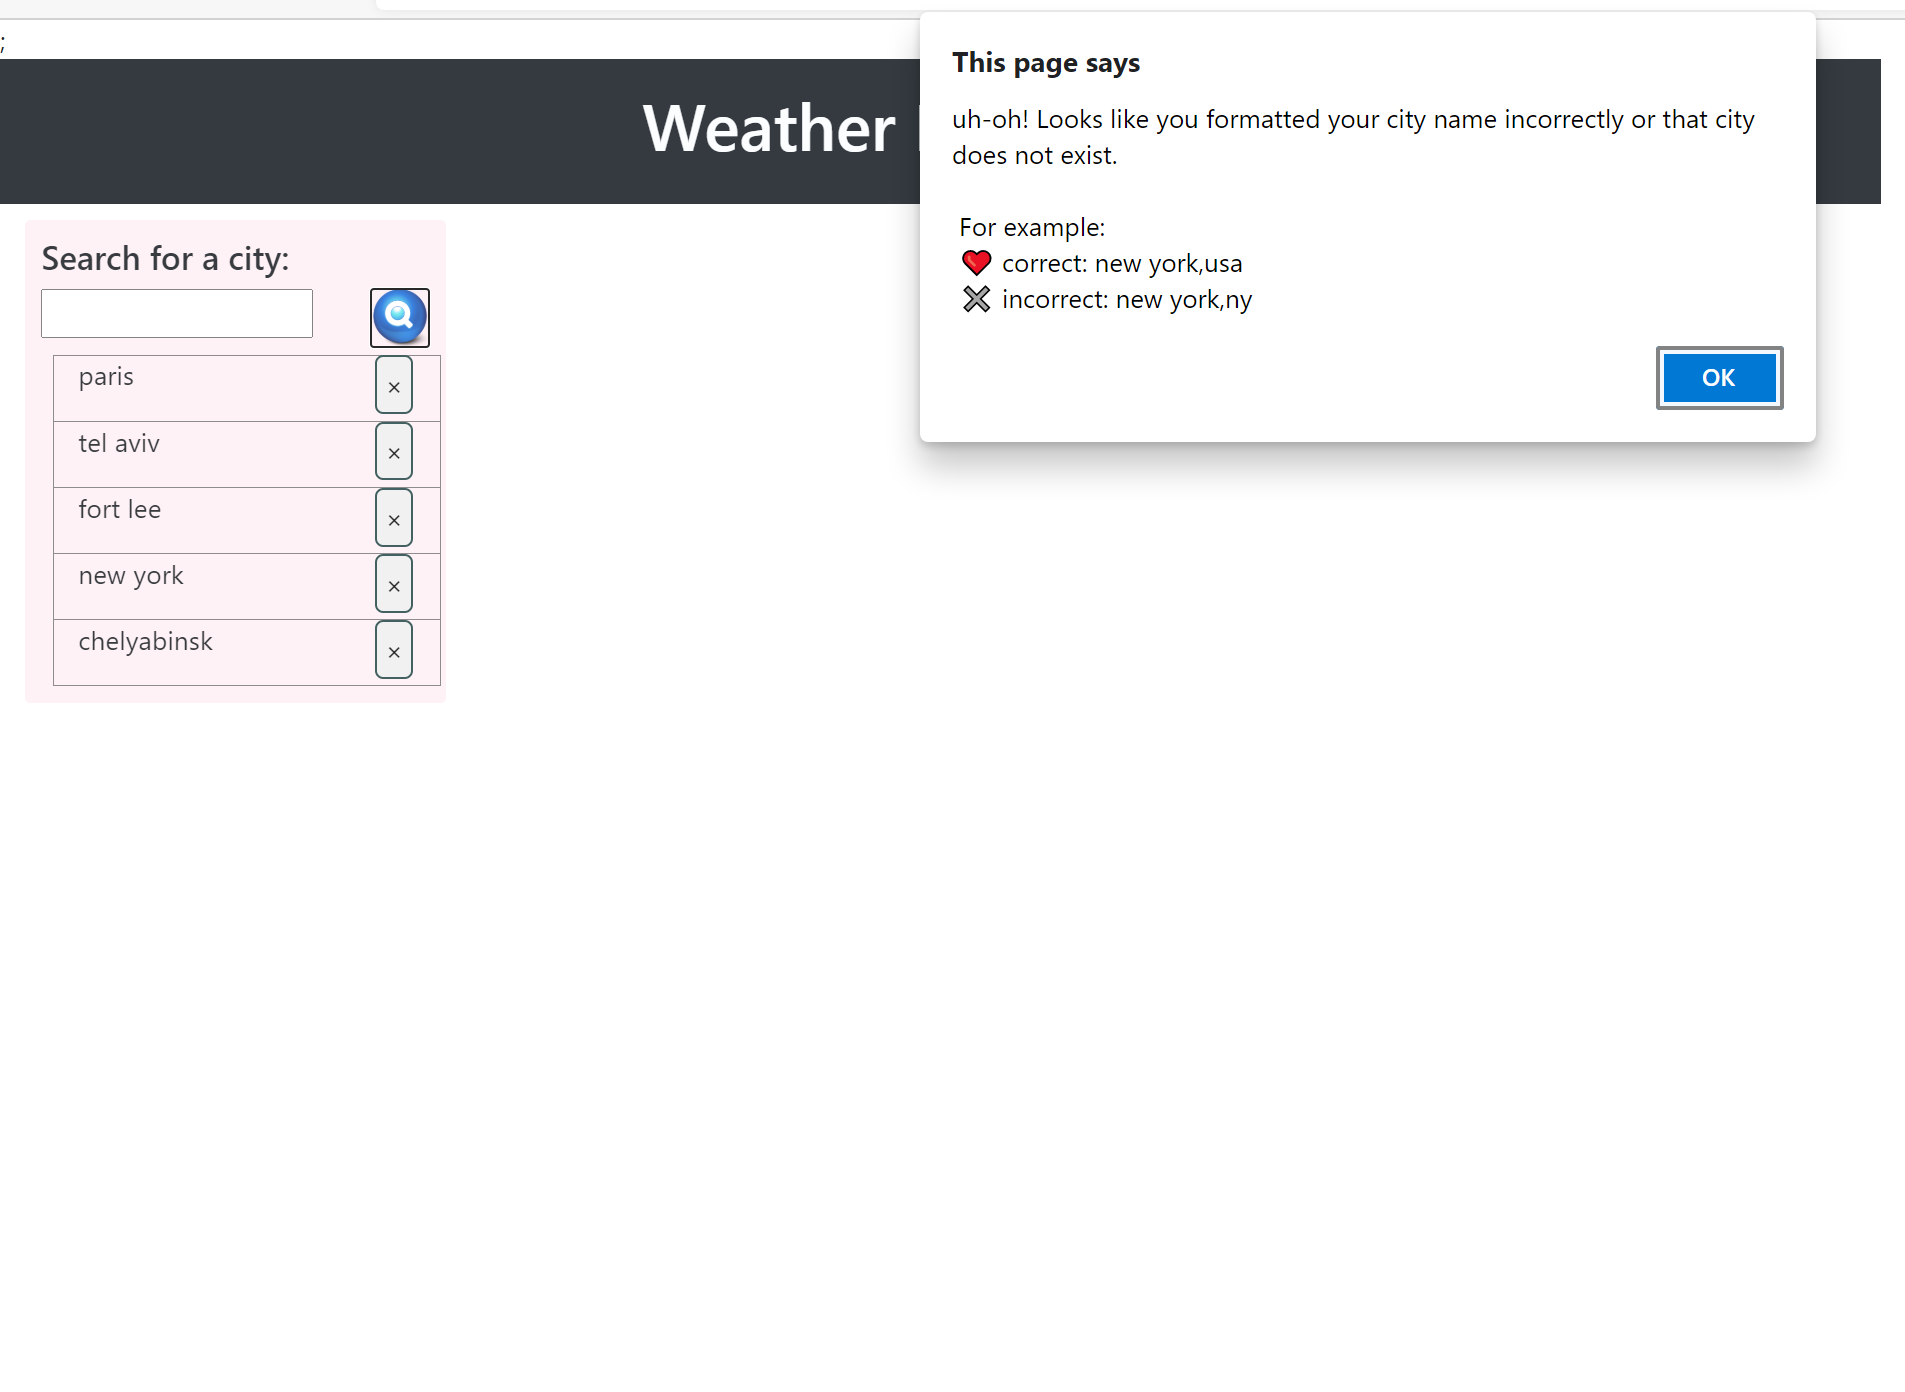 ;
Weather
This page says
uh-oh! Looks like you formatted your city name incorrectly or that city
does not exist.
For example:
❤ correct: new york,usa
✖ incorrect: new york,ny
OK
Search for a city:
paris ×
tel aviv ×
fort lee ×
new york ×
chelyabinsk ×